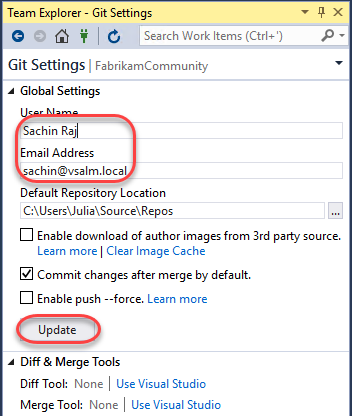 Team Explorer - Git Settings
Search Work Items (Ctrl+')
Git Settings | FabrikamCommunity
Global Settings
User Name
Sachin Raj
Email Address
sachin@vsalm.local
Default Repository Location
C:\Users\Julia\Source\Repos
...
Enable download of author images from 3rd party source.
Learn more | Clear Image Cache
Commit changes after merge by default.
Enable push --force. Learn more
Update
Diff & Merge Tools
Diff Tool: None | Use Visual Studio
Merge Tool: None | Use Visual Studio